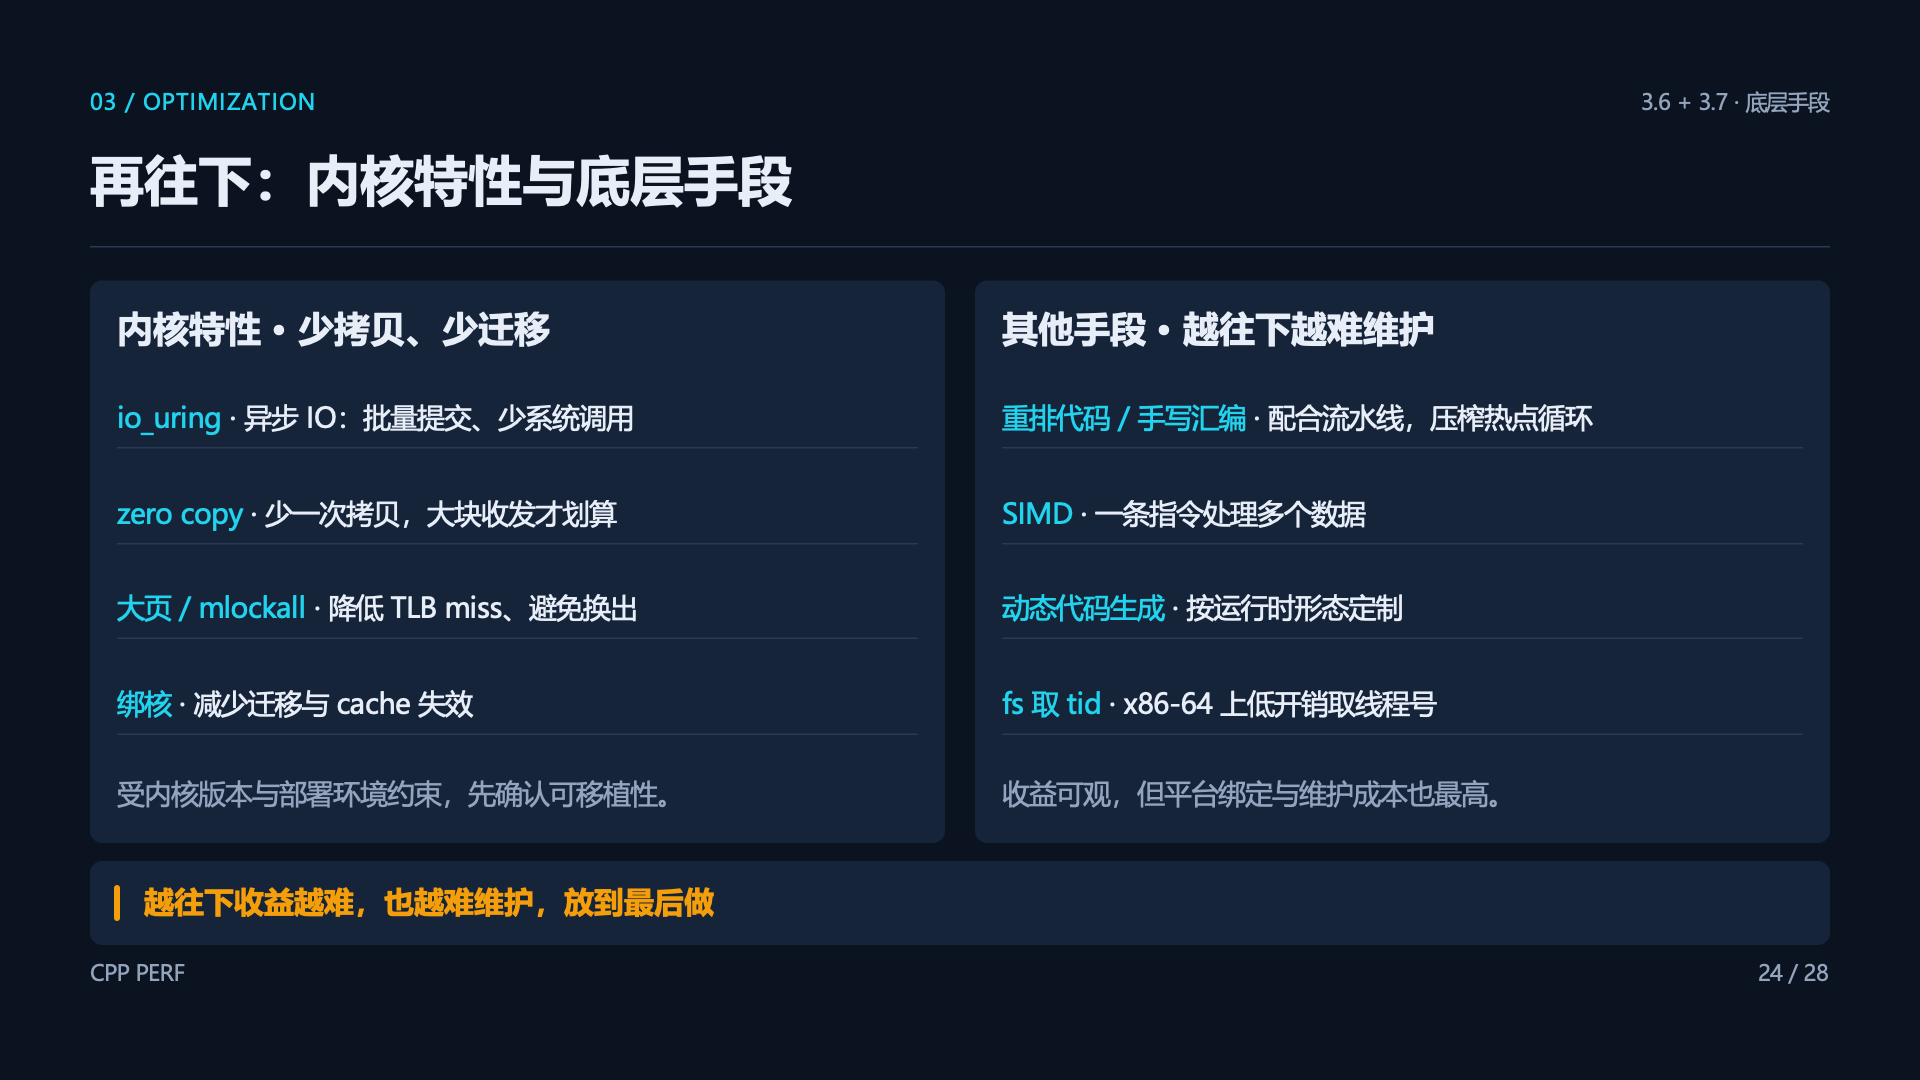 03 / OPTIMIZATION
3.6 + 3.7 · 底层手段
再往下：内核特性与底层手段
内核特性 • 少拷贝、少迁移
io_uring · 异步 IO：批量提交、少系统调用
zero copy · 少一次拷贝，大块收发才划算
大页 / mlockall · 降低 TLB miss、避免换出
绑核 · 减少迁移与 cache 失效
受内核版本与部署环境约束，先确认可移植性。
其他手段 • 越往下越难维护
重排代码 / 手写汇编 · 配合流水线，压榨热点循环
SIMD · 一条指令处理多个数据
动态代码生成 · 按运行时形态定制
fs 取 tid · x86-64 上低开销取线程号
收益可观，但平台绑定与维护成本也最高。
越往下收益越难，也越难维护，放到最后做
CPP PERF
24 / 28